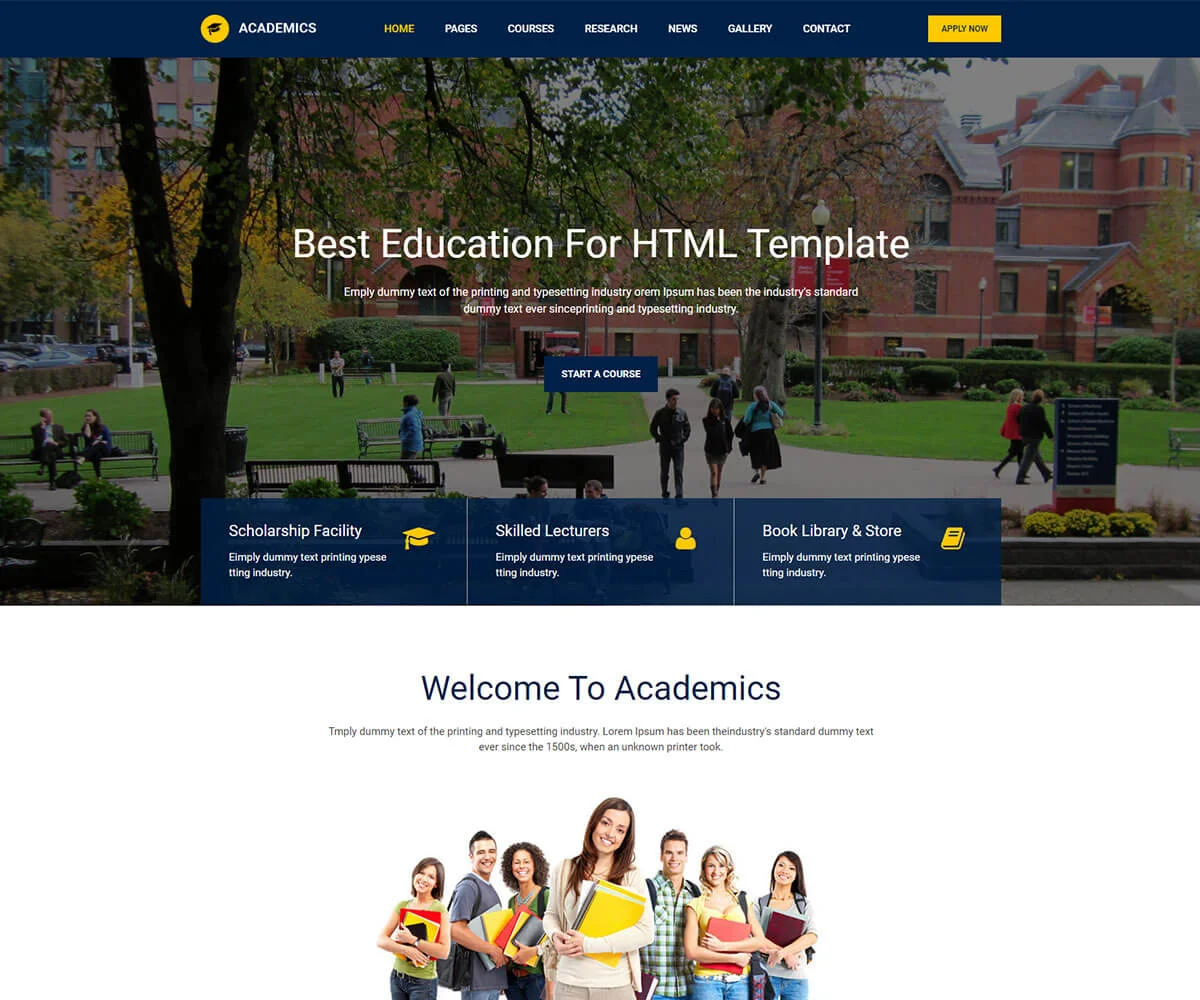 ACADEMICS
HOME PAGES COURSES RESEARCH NEWS GALLERY CONTACT
APPLY NOW
Best Education For HTML Template
Emply dummy text of the printing and typesetting industry orem Ipsum has been the industry's standard
dummy text ever sinceprinting and typesetting industry.
START A COURSE
Scholarship Facility
Eimply dummy text printing ypese
tting industry.
Skilled Lecturers
Eimply dummy text printing ypese
tting industry.
Book Library & Store
Eimply dummy text printing ypese
tting industry.
Welcome To Academics
Tmply dummy text of the printing and typesetting industry. Lorem Ipsum has been theindustry's standard dummy text
ever since the 1500s, when an unknown printer took.